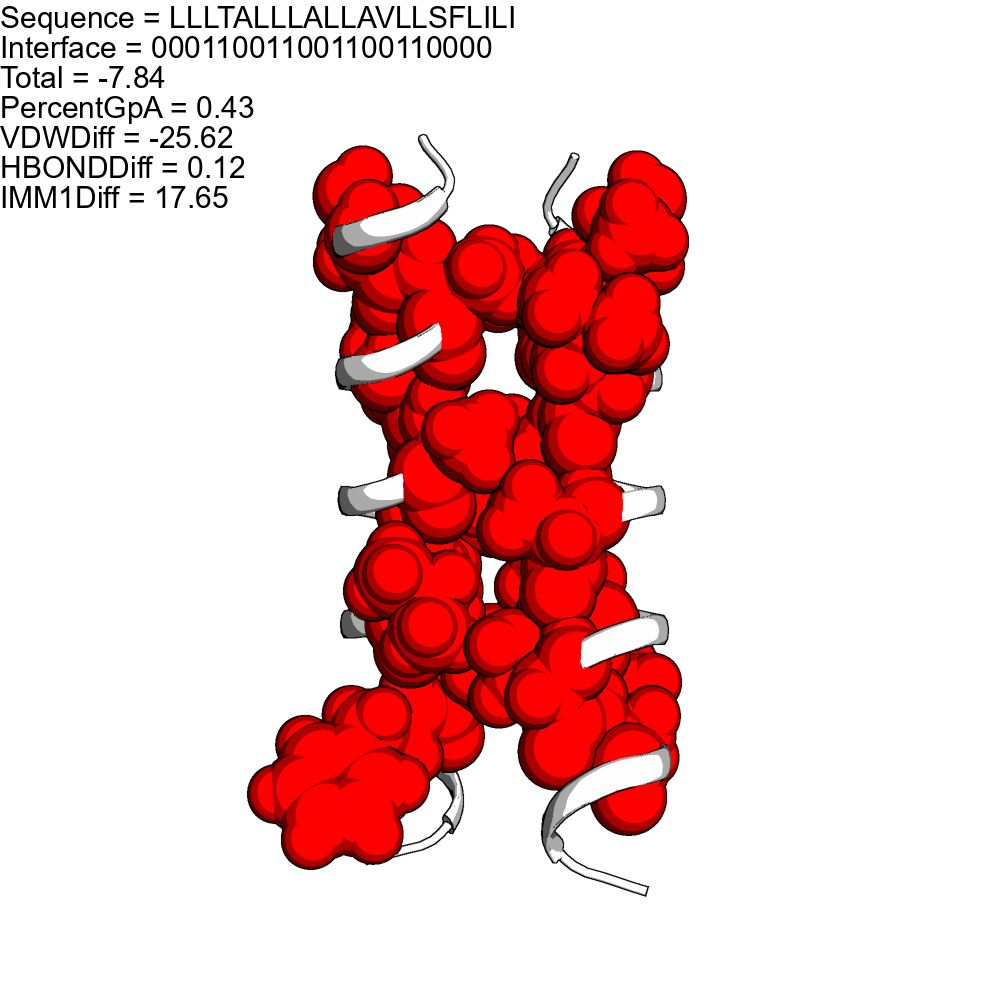 Sequence = LLLTALLLALLAVLLSFLILI
Interface = 000110011001100110000
Total = -7.84
PercentGpA = 0.43
VDWDiff = -25.62
HBONDDiff = 0.12
IMM1Diff = 17.65